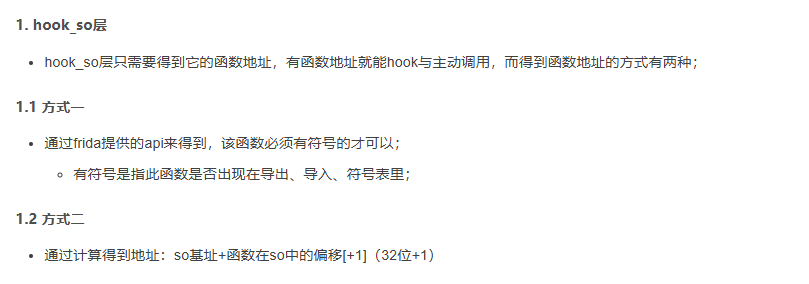 1. hook_so层
hook_so层只需要得到它的函数地址，有函数地址就能hook与主动调用，而得到函数地址的方式有两种；
1.1 方式一
通过frida提供的api来得到，该函数必须有符号的才可以；
有符号是指此函数是否出现在导出、导入、符号表里；
1.2 方式二
通过计算得到地址：so基址+函数在so中的偏移[+1]（32位+1）